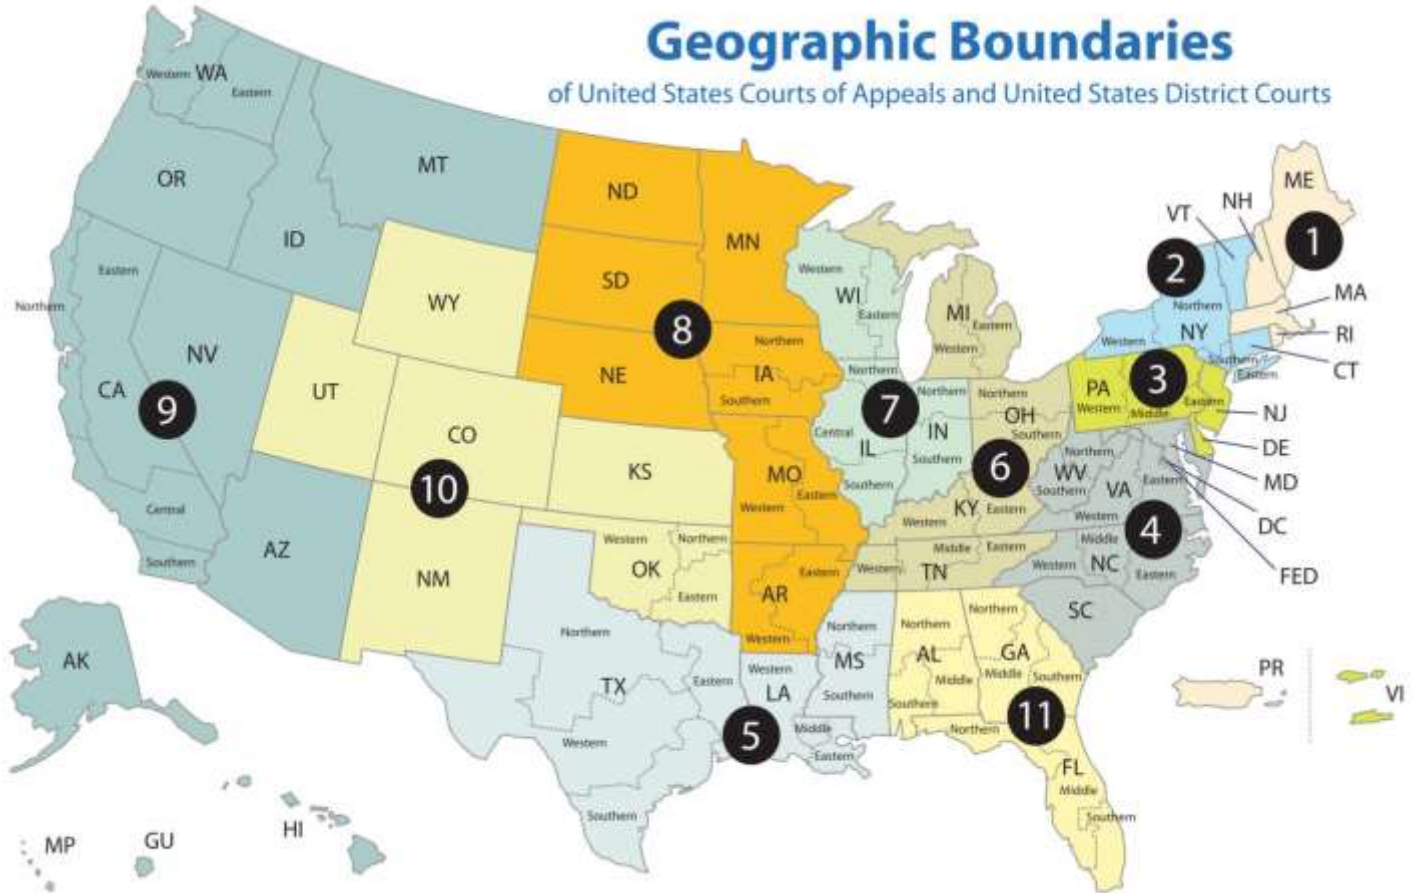 Geographic Boundaries
of United States Courts of Appeals and United States District Courts
Western WA
Eastern
MT
OR
ID
ND
MN
SD
8
NE
WY
Eastern
Northern
NV
CA
9
Central
Southern
UT
CO
10
KS
AZ
NM
Western
Northern
OK
Eastern
Northern
IA
Southern
MO
Eastern
Western
Eastern
AR
Western
Western
WI
Eastern
Northern
7
Central
IL
Southern
Northern
IN
Southern
MI
Eastern
Western
Northern
OH
Southern
6
KY
Eastern
Western
Middle
Eastern
Western
TN
ME
1
NH
VT
2
Northern
NY
Western
Southern
Eastern
MA
RI
CT
PA
3
Western
Middle
Eastern
NJ
DE
MD
DC
FED
Northern
WV
Southern
VA
Eastern
Western
4
Middle
Western
NC
Eastern
SC
Northern
TX
Eastern
Western
Southern
Western
LA
5
Middle
Eastern
Northern
MS
Southern
Northern
AL
Middle
Southern
Northern
GA
Middle
Southern
11
Northern
FL
Middle
Southern
AK
HI
GU
MP
PR
VI